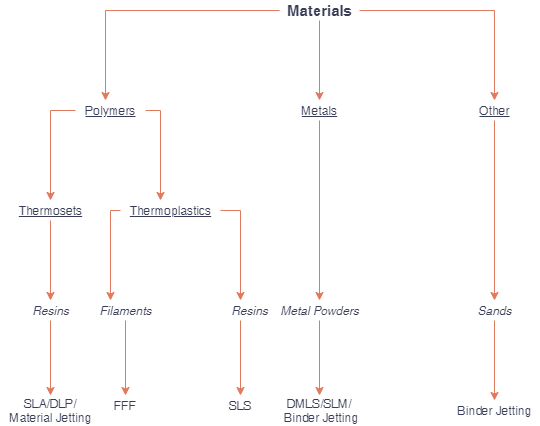 Materials
Polymers
Metals
Other
Thermosets
Thermoplastics
Resins
Filaments
Resins
Metal Powders
Sands
SLA/DLP/
Material Jetting
FFF
SLS
DMLS/SLM/
Binder Jetting
Binder Jetting